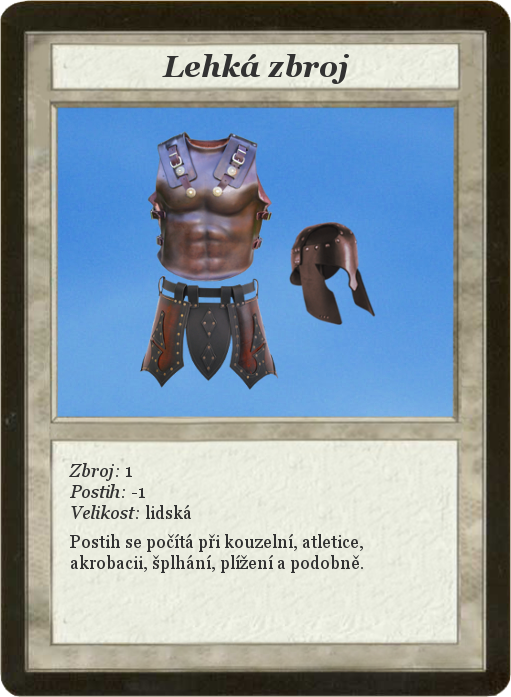 Lehká zbroj
Zbroj: 1
Postih: -1
Velikost: lidská
Postih se počítá při kouzelní, atletice,
akrobacii, šplhání, plížení a podobně.